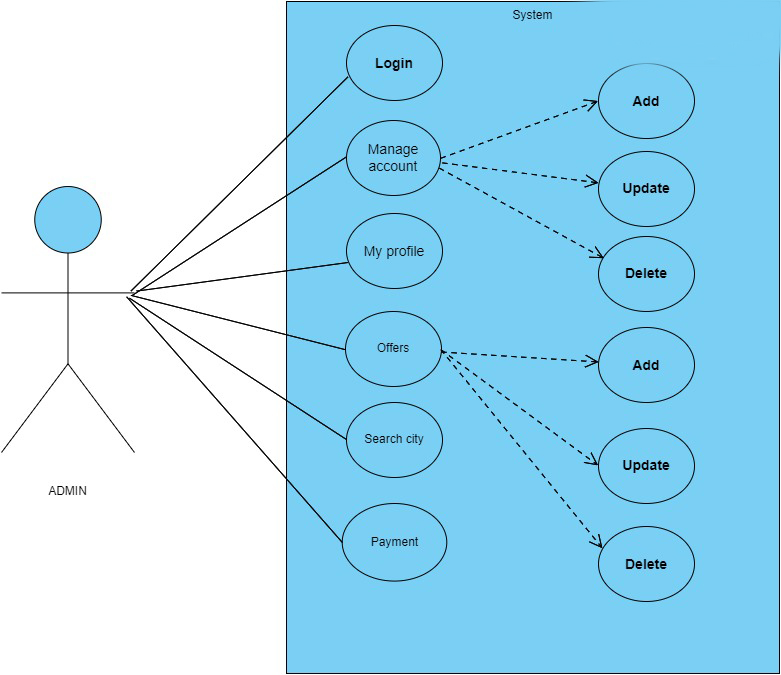 System
Login
Manage
account
My profile
Offers
Search city
Payment
Add
Update
Delete
Add
Update
Delete
ADMIN